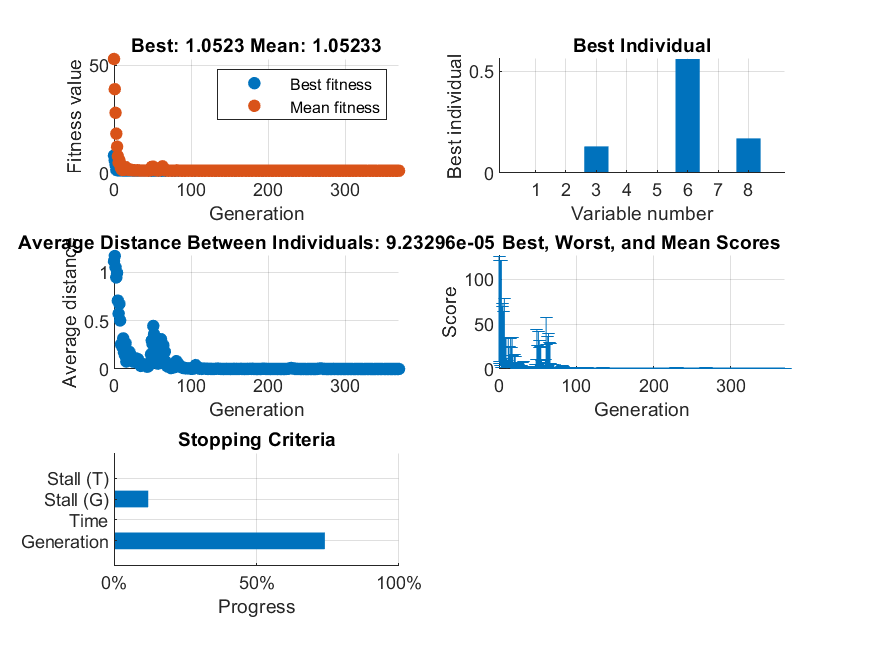 Best: 1.0523 Mean: 1.05233
Fitness value
50
0
Best fitness
Mean fitness
0 100 200 300
Generation
Best Individual
Best individual
0.5
0
1 2 3 4 5 6 7 8
Variable number
Average Distance Between Individuals: 9.23296e-05
Average distance
1
0.5
0
0 100 200 300
Generation
Best, Worst, and Mean Scores
Score
100
50
0
0 100 200 300
Generation
Stopping Criteria
Stall (T)
Stall (G)
Time
Generation
0% 50% 100%
Progress